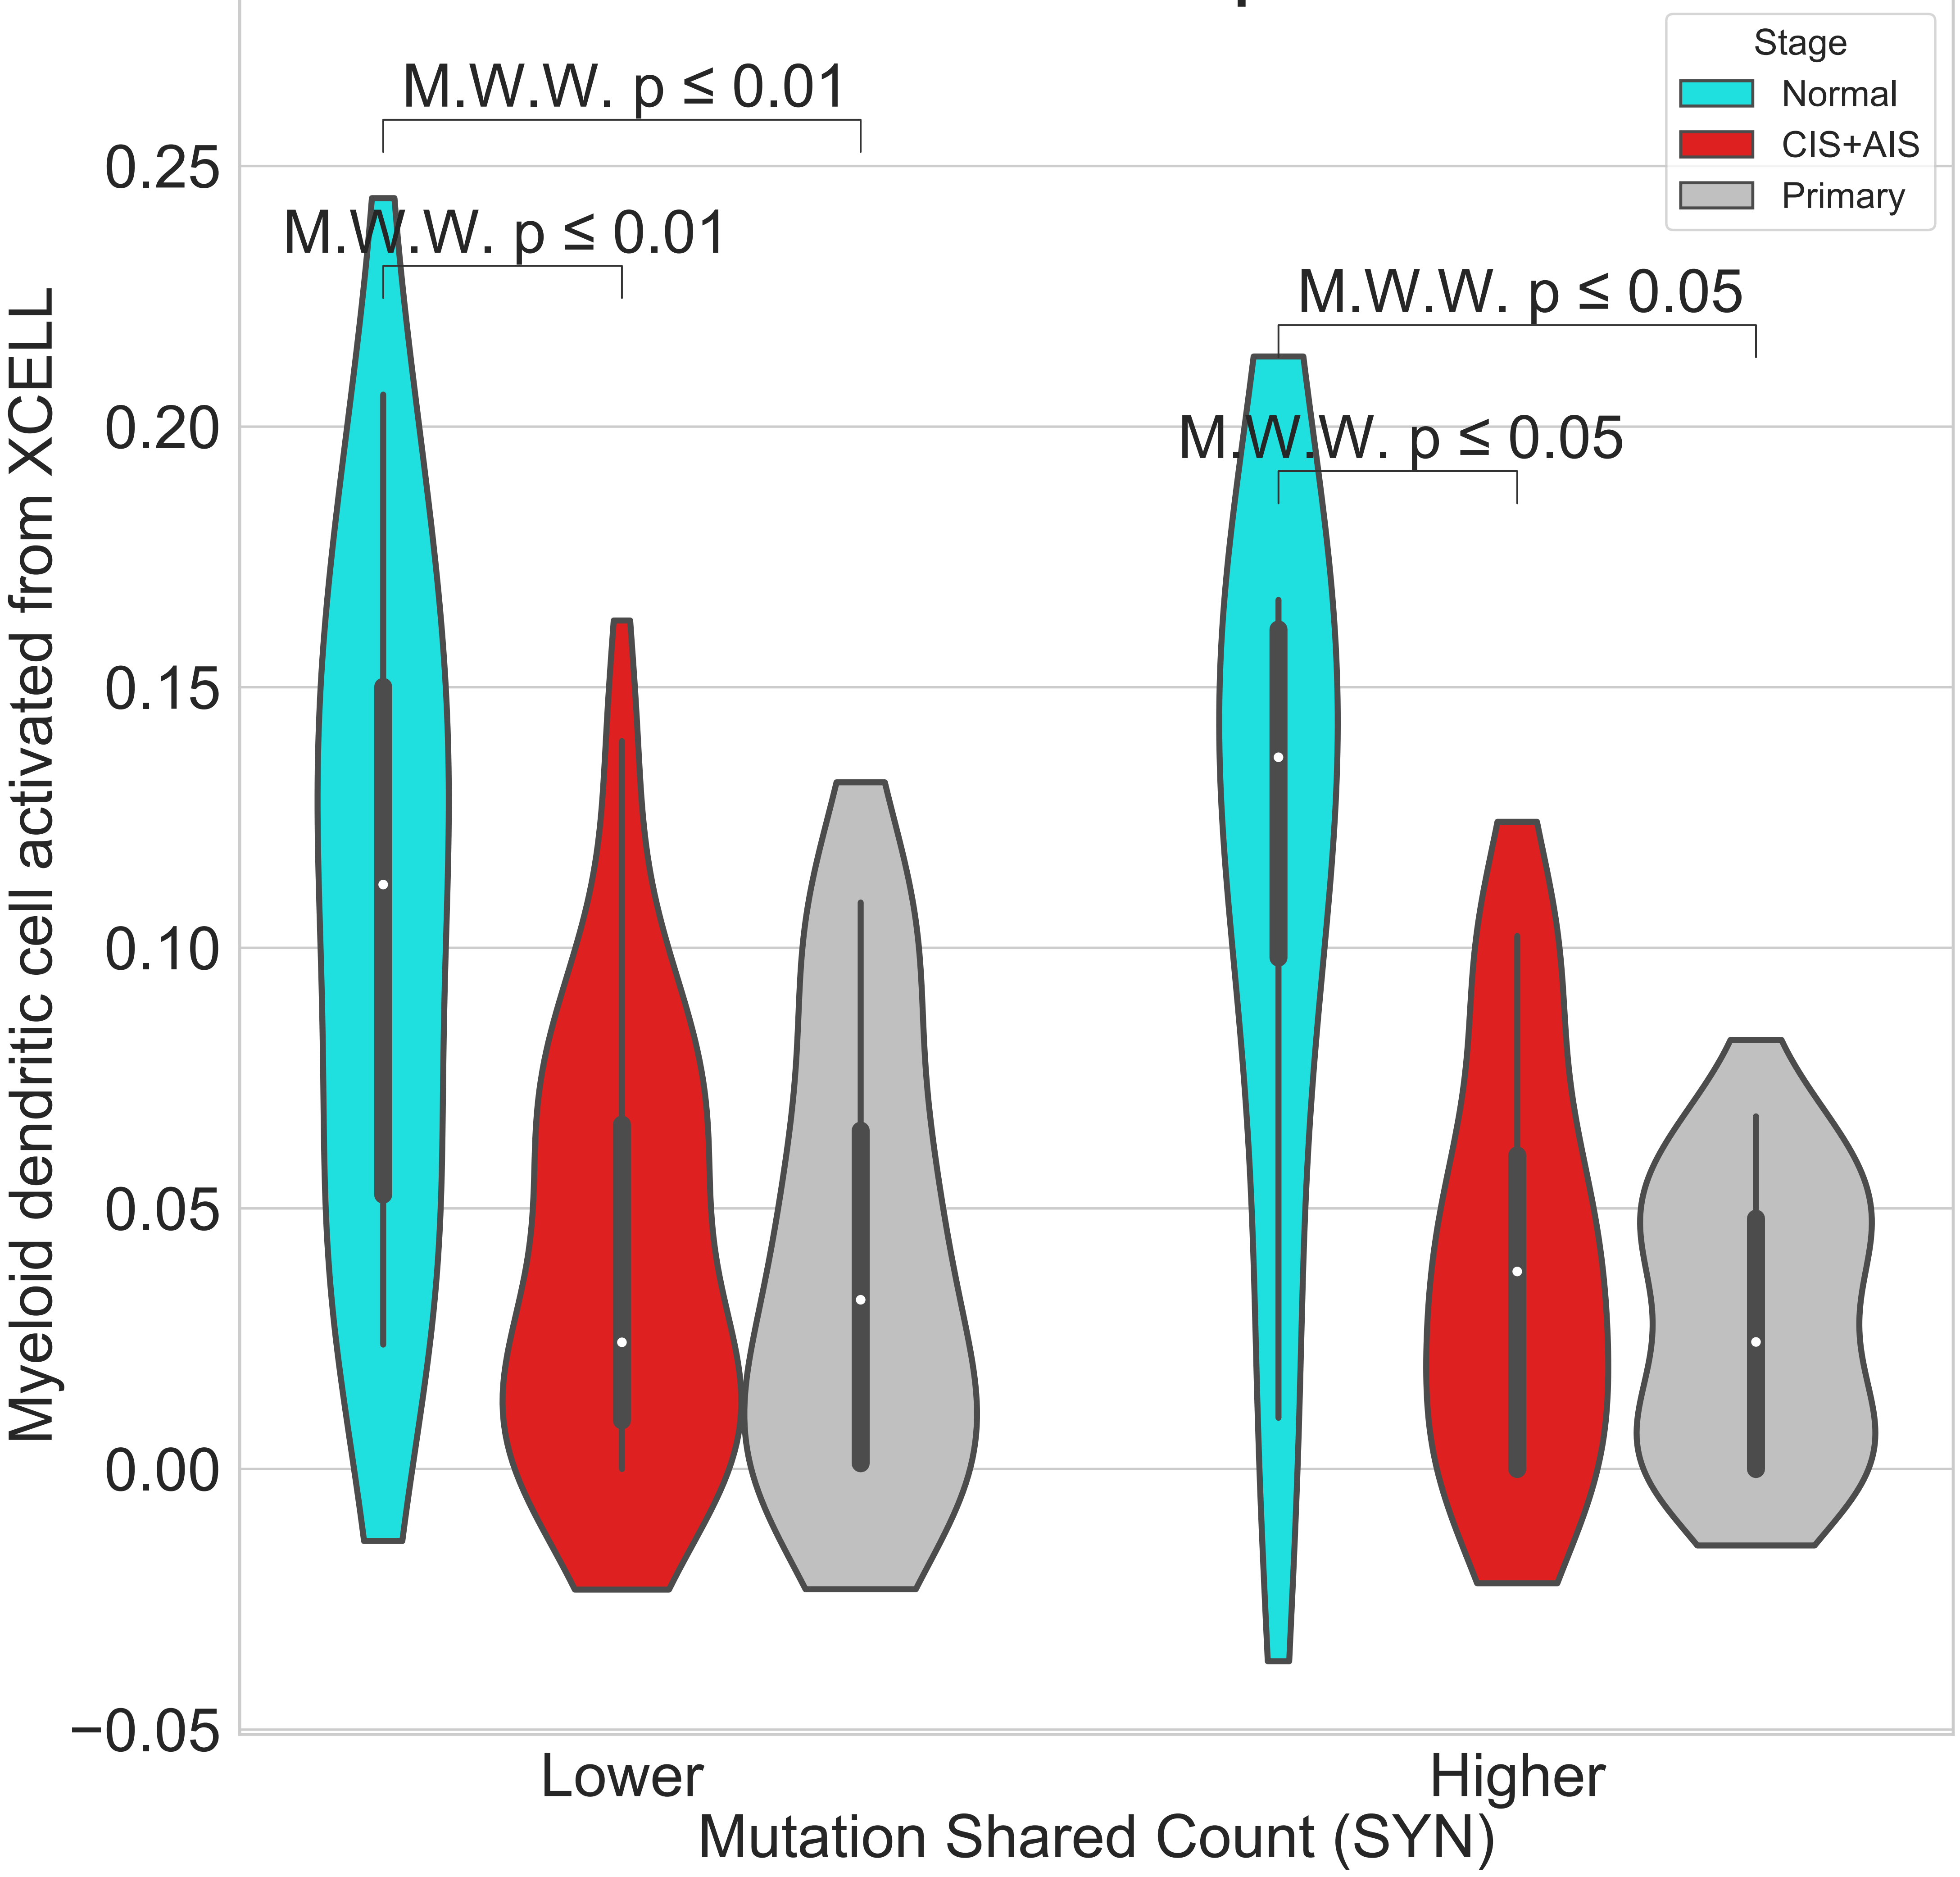 Stage
Normal
CIS+AIS
Primary
M.W.W. p ≤ 0.01
M.W.W. p ≤ 0.01
M.W.W. p ≤ 0.05
M.W.W. p ≤ 0.05
Myeloid dendritic cell activated from XCELL
0.25
0.20
0.15
0.10
0.05
0.00
−0.05
Lower
Higher
Mutation Shared Count (SYN)